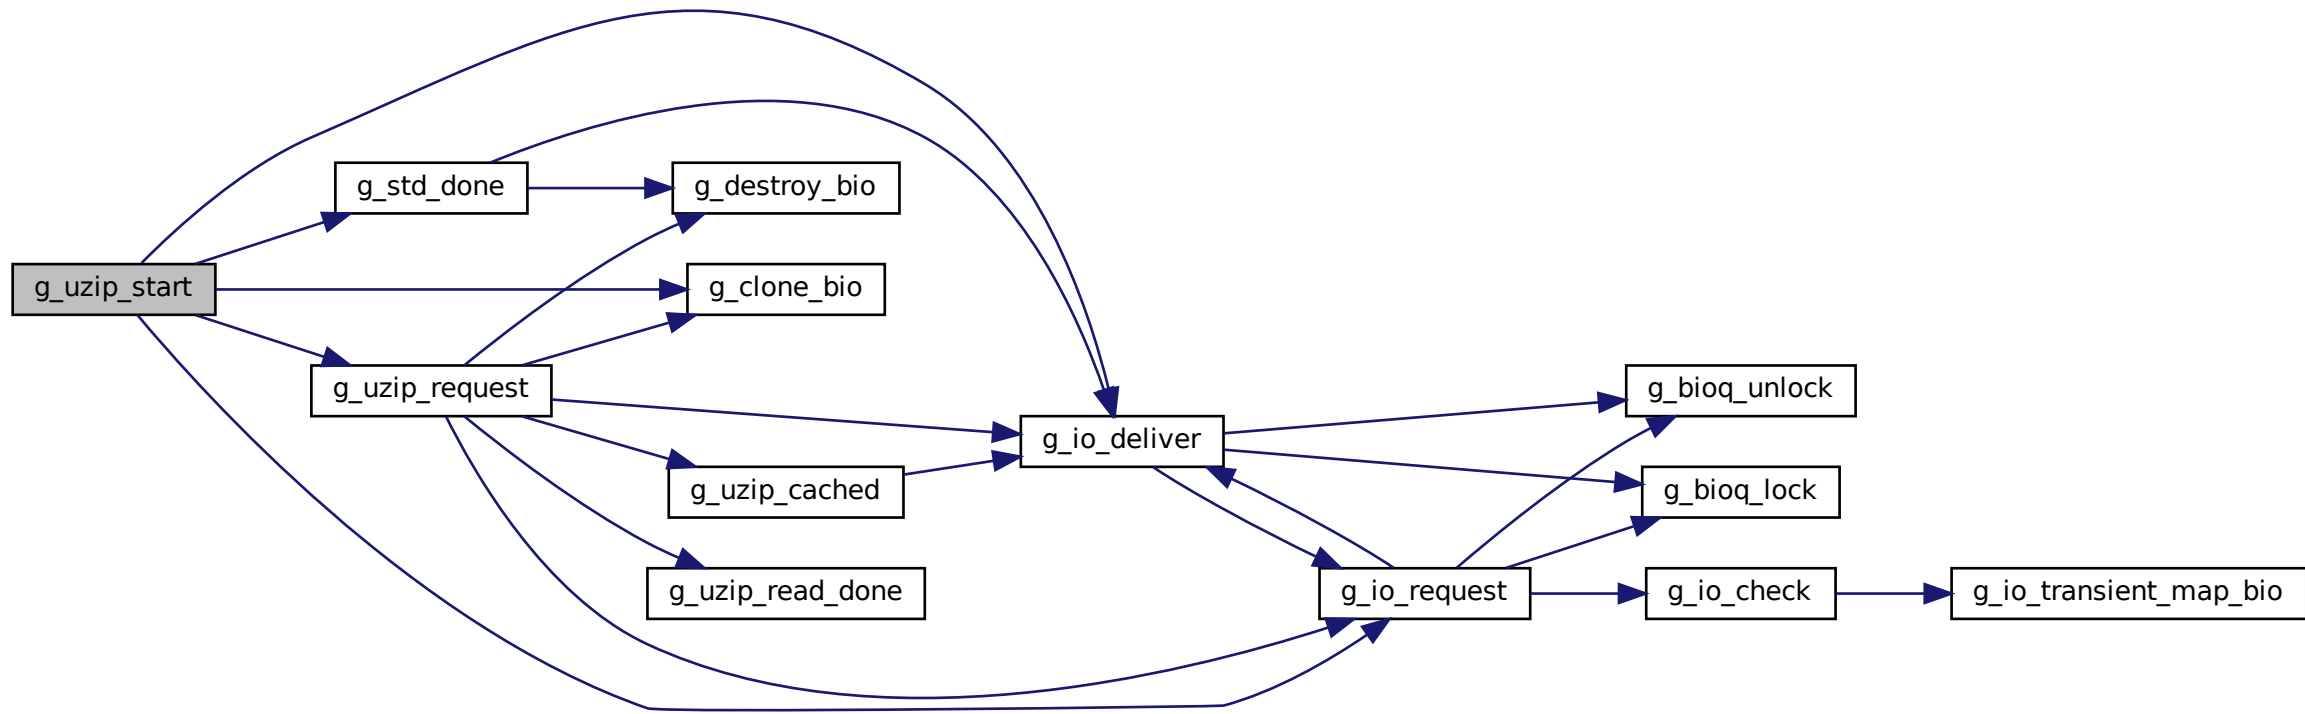 g_std_done
g_destroy_bio
g_uzip_start
g_clone_bio
g_uzip_request
g_bioq_unlock
g_io_deliver
g_uzip_cached
g_bioq_lock
g_uzip_read_done
g_io_request
g_io_check
g_io_transient_map_bio